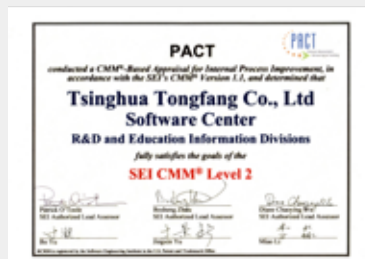 PACT
PACT
conducted a CMM®-Based Appraisal for Internal Process Improvement, in
accordance with the SEI's CMM® Version 1.1, and determined that
Tsinghua Tongfang Co., Ltd
Software Center
R&D and Education Information Divisions
fully satisfies the goals of the
SEI CMM® Level 2
Patrick O'Toole
SEI Authorized Lead Assessor
SEI Authorized Lead Assessor
SEI Authorized Lead Assessor